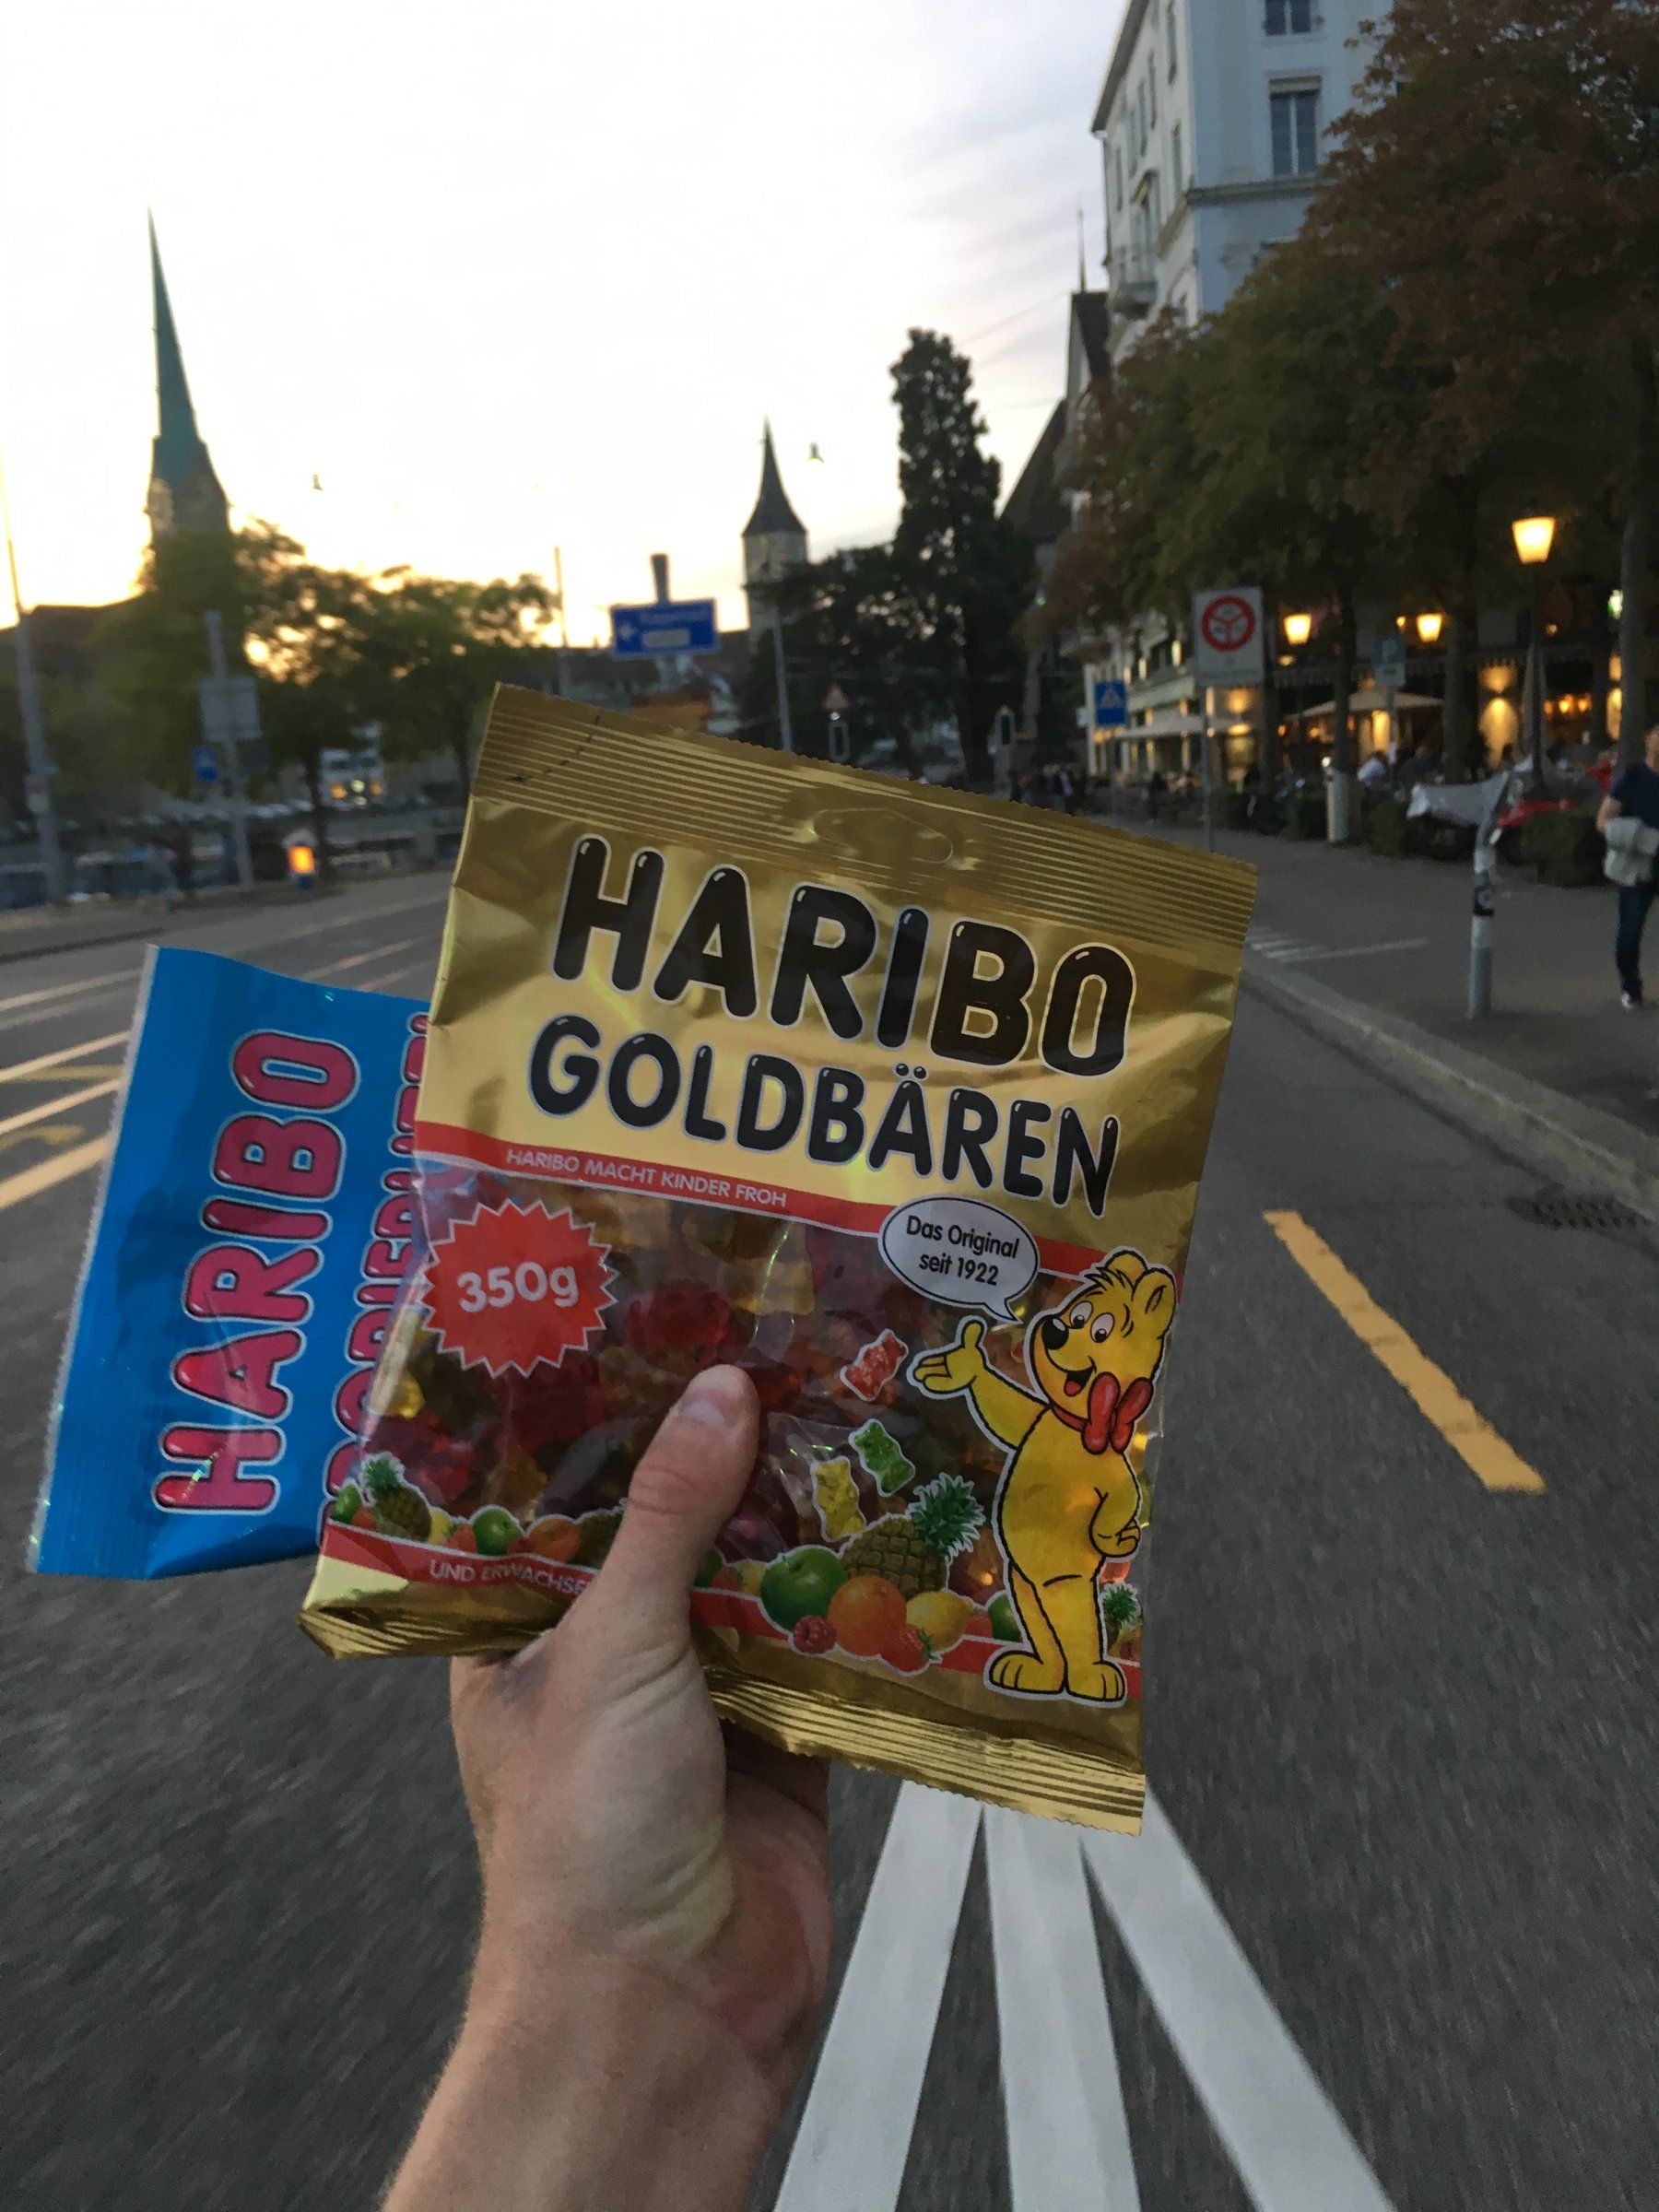 HARIBO
GOLDBÄREN
HARIBO MACHT KINDER FROH
Das Original
seit 1922
350g
UND
HARIBO